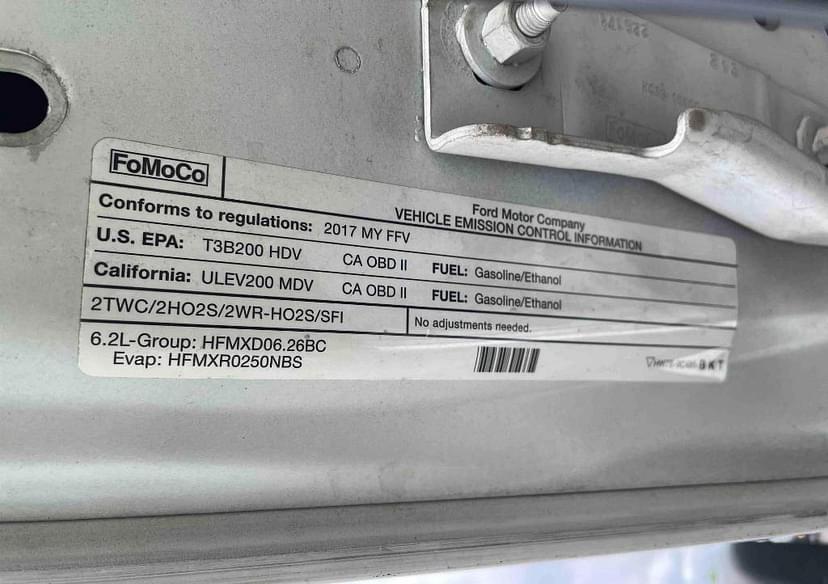 FoMoCo
Ford Motor Company
VEHICLE EMISSION CONTROL INFORMATION
Conforms to regulations: 2017 MY FFV
U.S. EPA: T3B200 HDV CA OBD II FUEL: Gasoline/Ethanol
California: ULEV200 MDV CA OBD II FUEL: Gasoline/Ethanol
2TWC/2HO2S/2WR-HO2S/SFI No adjustments needed.
6.2L-Group: HFMXD06.26BC
Evap: HFMXR0250NBS
BKT